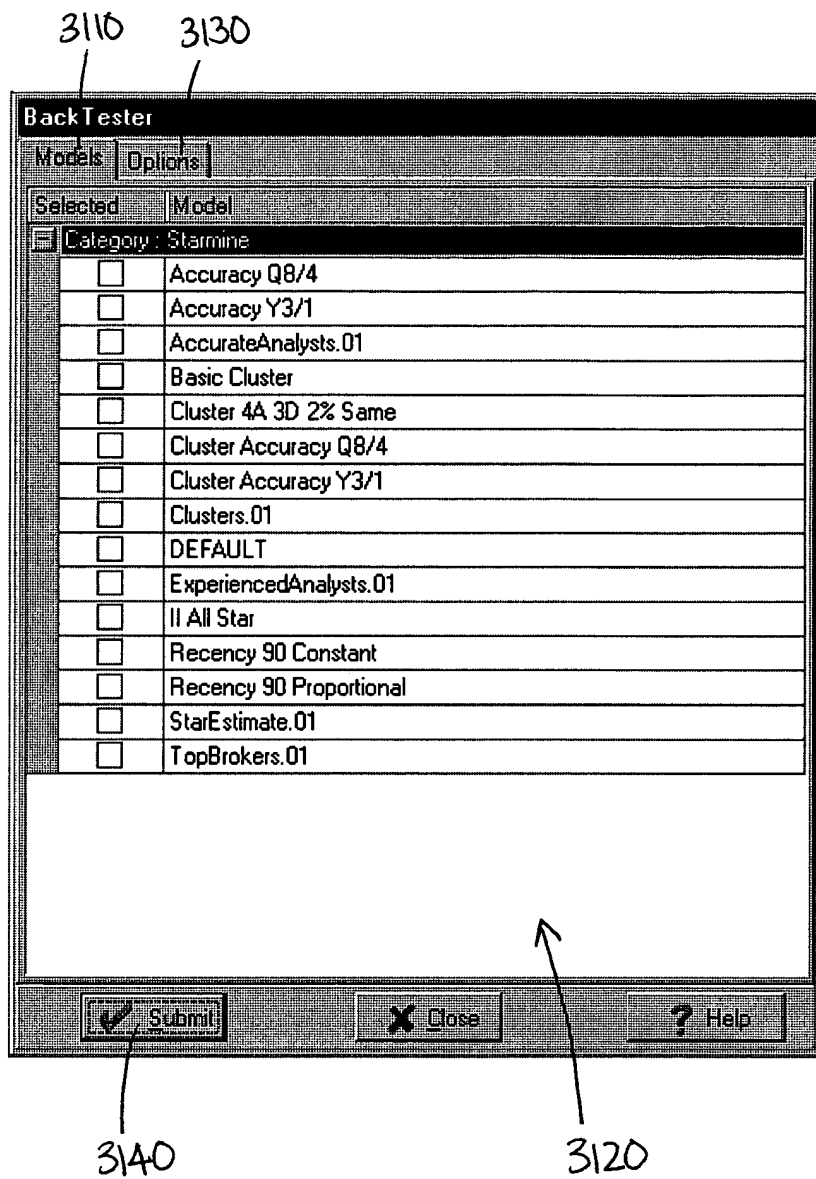 3110 3130
BackTester
Models Options
Selected Model
Category : Starmine
Accuracy Q8/4
Accuracy Y3/1
AccurateAnalysts.01
Basic Cluster
Cluster 4A 3D 2% Same
Cluster Accuracy Q8/4
Cluster Accuracy Y3/1
Clusters.01
DEFAULT
ExperiencedAnalysts.01
II All Star
Recency 90 Constant
Recency 90 Proportional
StarEstimate.01
TopBrokers.01
Submit Close ? Help
3140 3120